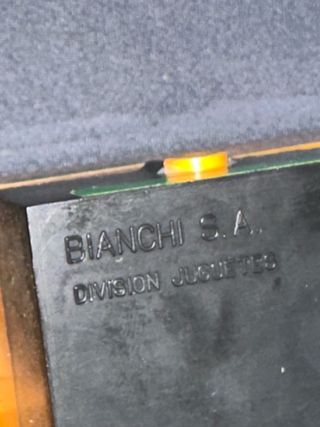 BIANCHI S.A.
DIVISION JUGUETES